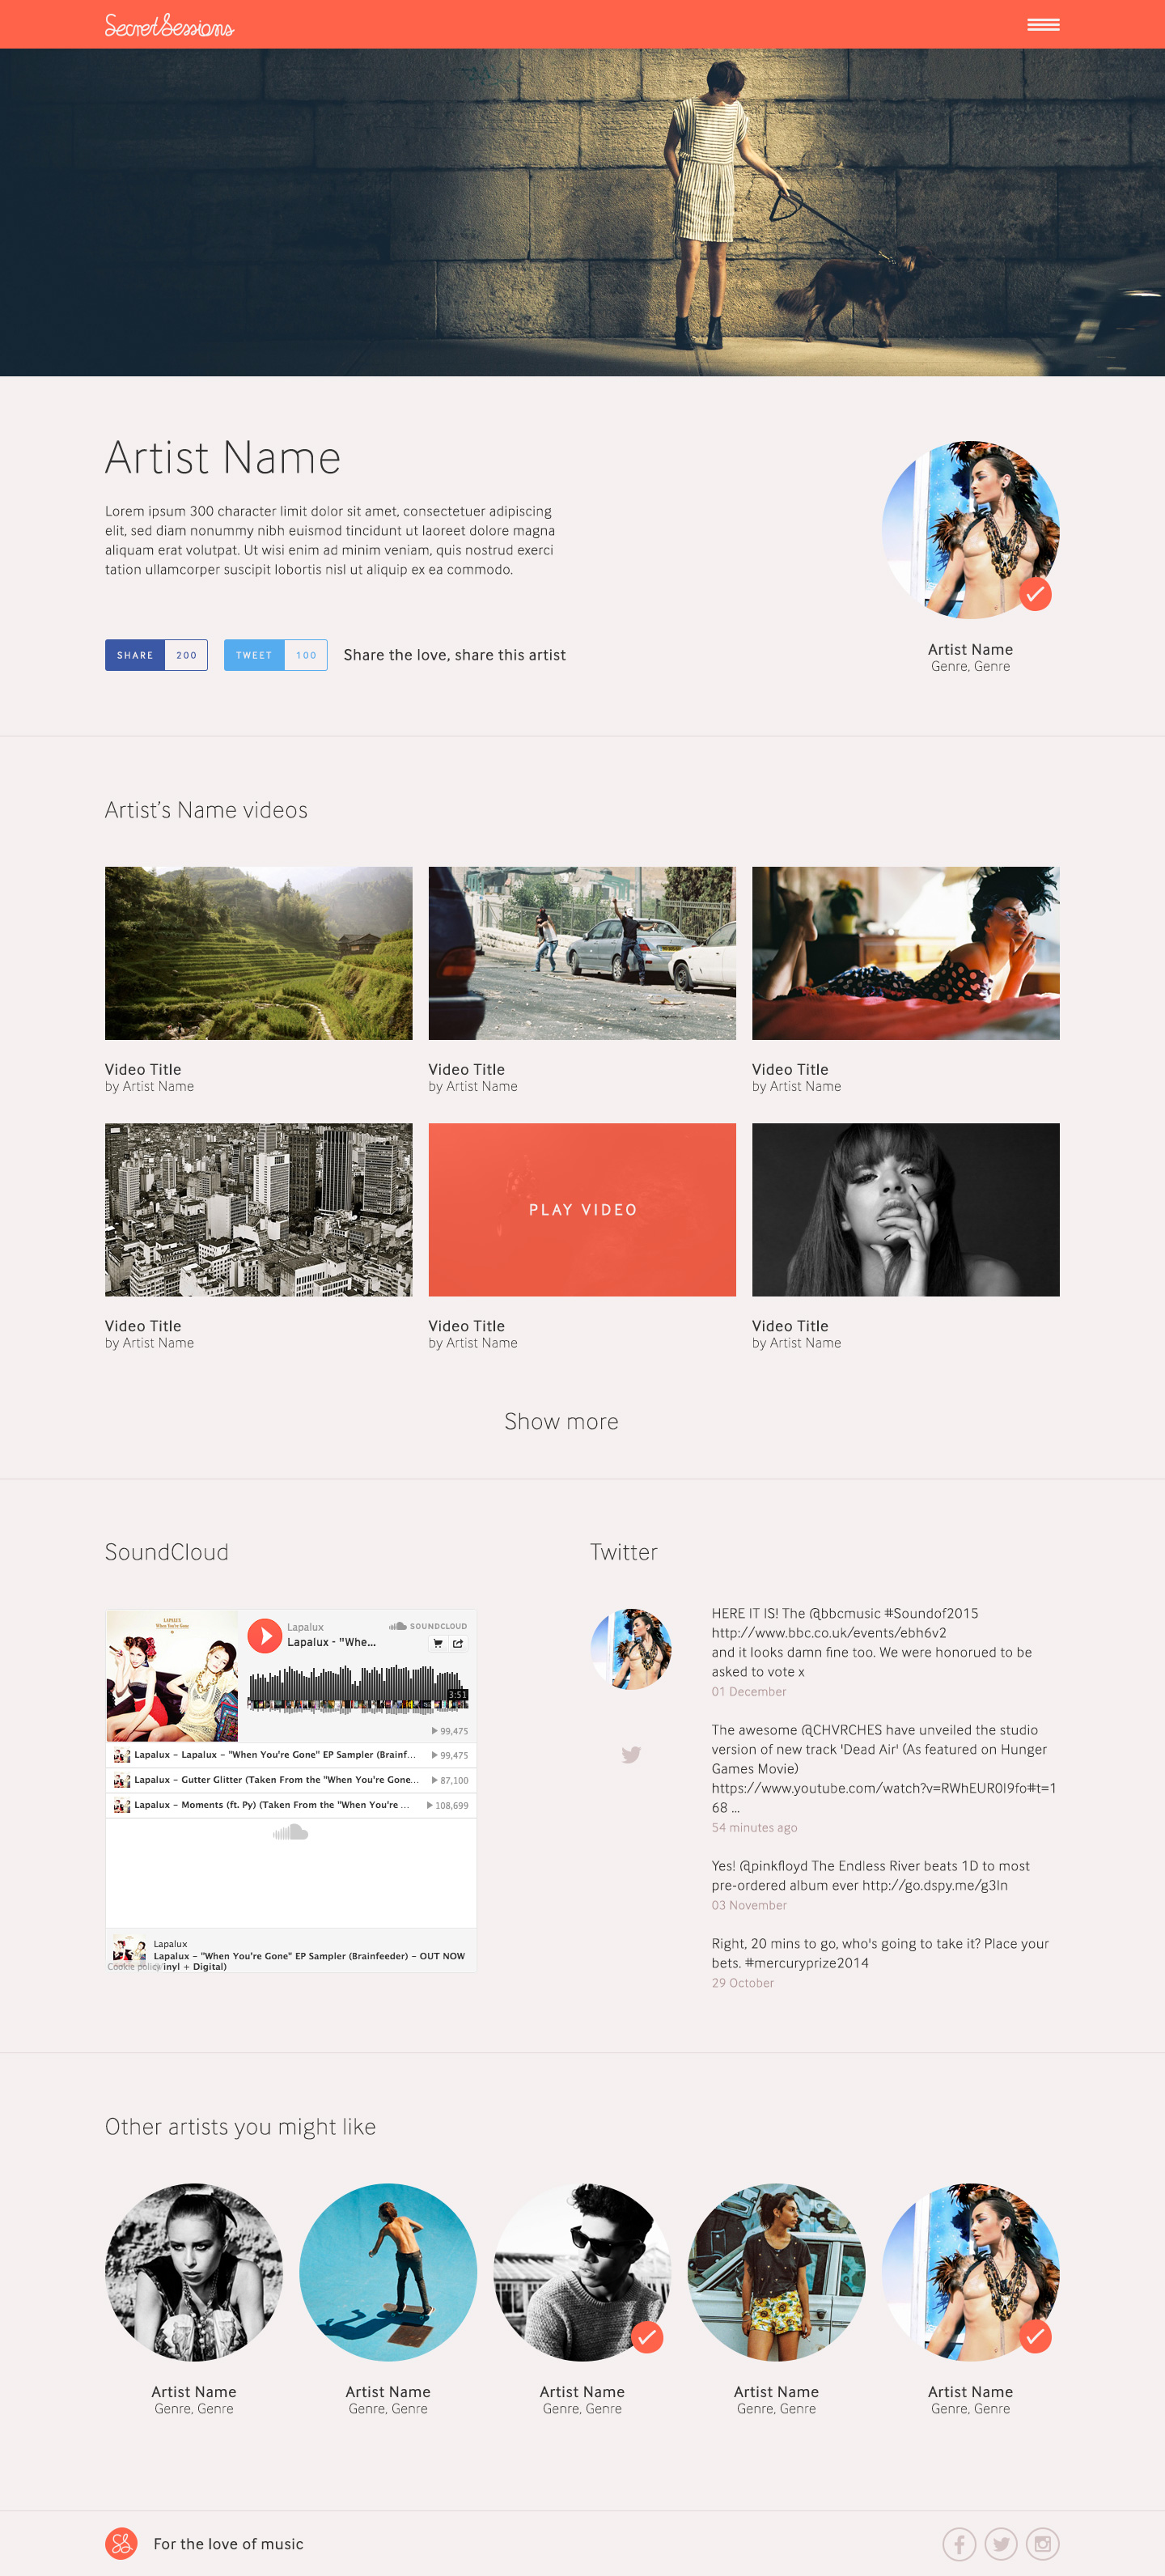 SecretSessions
Artist Name
Lorem ipsum 300 character limit dolor sit amet, consectetuer adipiscing
elit, sed diam nonummy nibh euismod tincidunt ut laoreet dolore magna
aliquam erat volutpat. Ut wisi enim ad minim veniam, quis nostrud exerci
tation ullamcorper suscipit lobortis nisl ut aliquip ex ea commodo.
SHARE 200 TWEET 100 Share the love, share this artist
Artist Name
Genre, Genre
Artist's Name videos
Video Title
by Artist Name
Video Title
by Artist Name
Video Title
by Artist Name
PLAY VIDEO
Video Title
by Artist Name
Video Title
by Artist Name
Video Title
by Artist Name
Show more
SoundCloud
LAPALUX
When You're Gone
Lapalux
SOUNDCLOUD
Lapalux - "Whe...
3:51
99,475
Lapalux – Lapalux – "When You're Gone" EP Sampler (Brainf... 99,475
Lapalux – Gutter Glitter (Taken From the "When You're Gone... 87,100
Lapalux – Moments (ft. Py) (Taken From the "When You're ... 108,699
Lapalux
Lapalux – "When You're Gone" EP Sampler (Brainfeeder) – OUT NOW
Cookie policy inyl + Digital)
Twitter
HERE IT IS! The @bbcmusic #Soundof2015
http://www.bbc.co.uk/events/ebh6v2
and it looks damn fine too. We were honorued to be
asked to vote x
01 December
The awesome @CHVRCHES have unveiled the studio
version of new track 'Dead Air' (As featured on Hunger
Games Movie)
https://www.youtube.com/watch?v=RWhEUR0I9fo#t=1
68 ...
54 minutes ago
Yes! @pinkfloyd The Endless River beats 1D to most
pre-ordered album ever http://go.dspy.me/g3In
03 November
Right, 20 mins to go, who's going to take it? Place your
bets. #mercuryprize2014
29 October
Other artists you might like
Artist Name
Genre, Genre
Artist Name
Genre, Genre
Artist Name
Genre, Genre
Artist Name
Genre, Genre
Artist Name
Genre, Genre
For the love of music